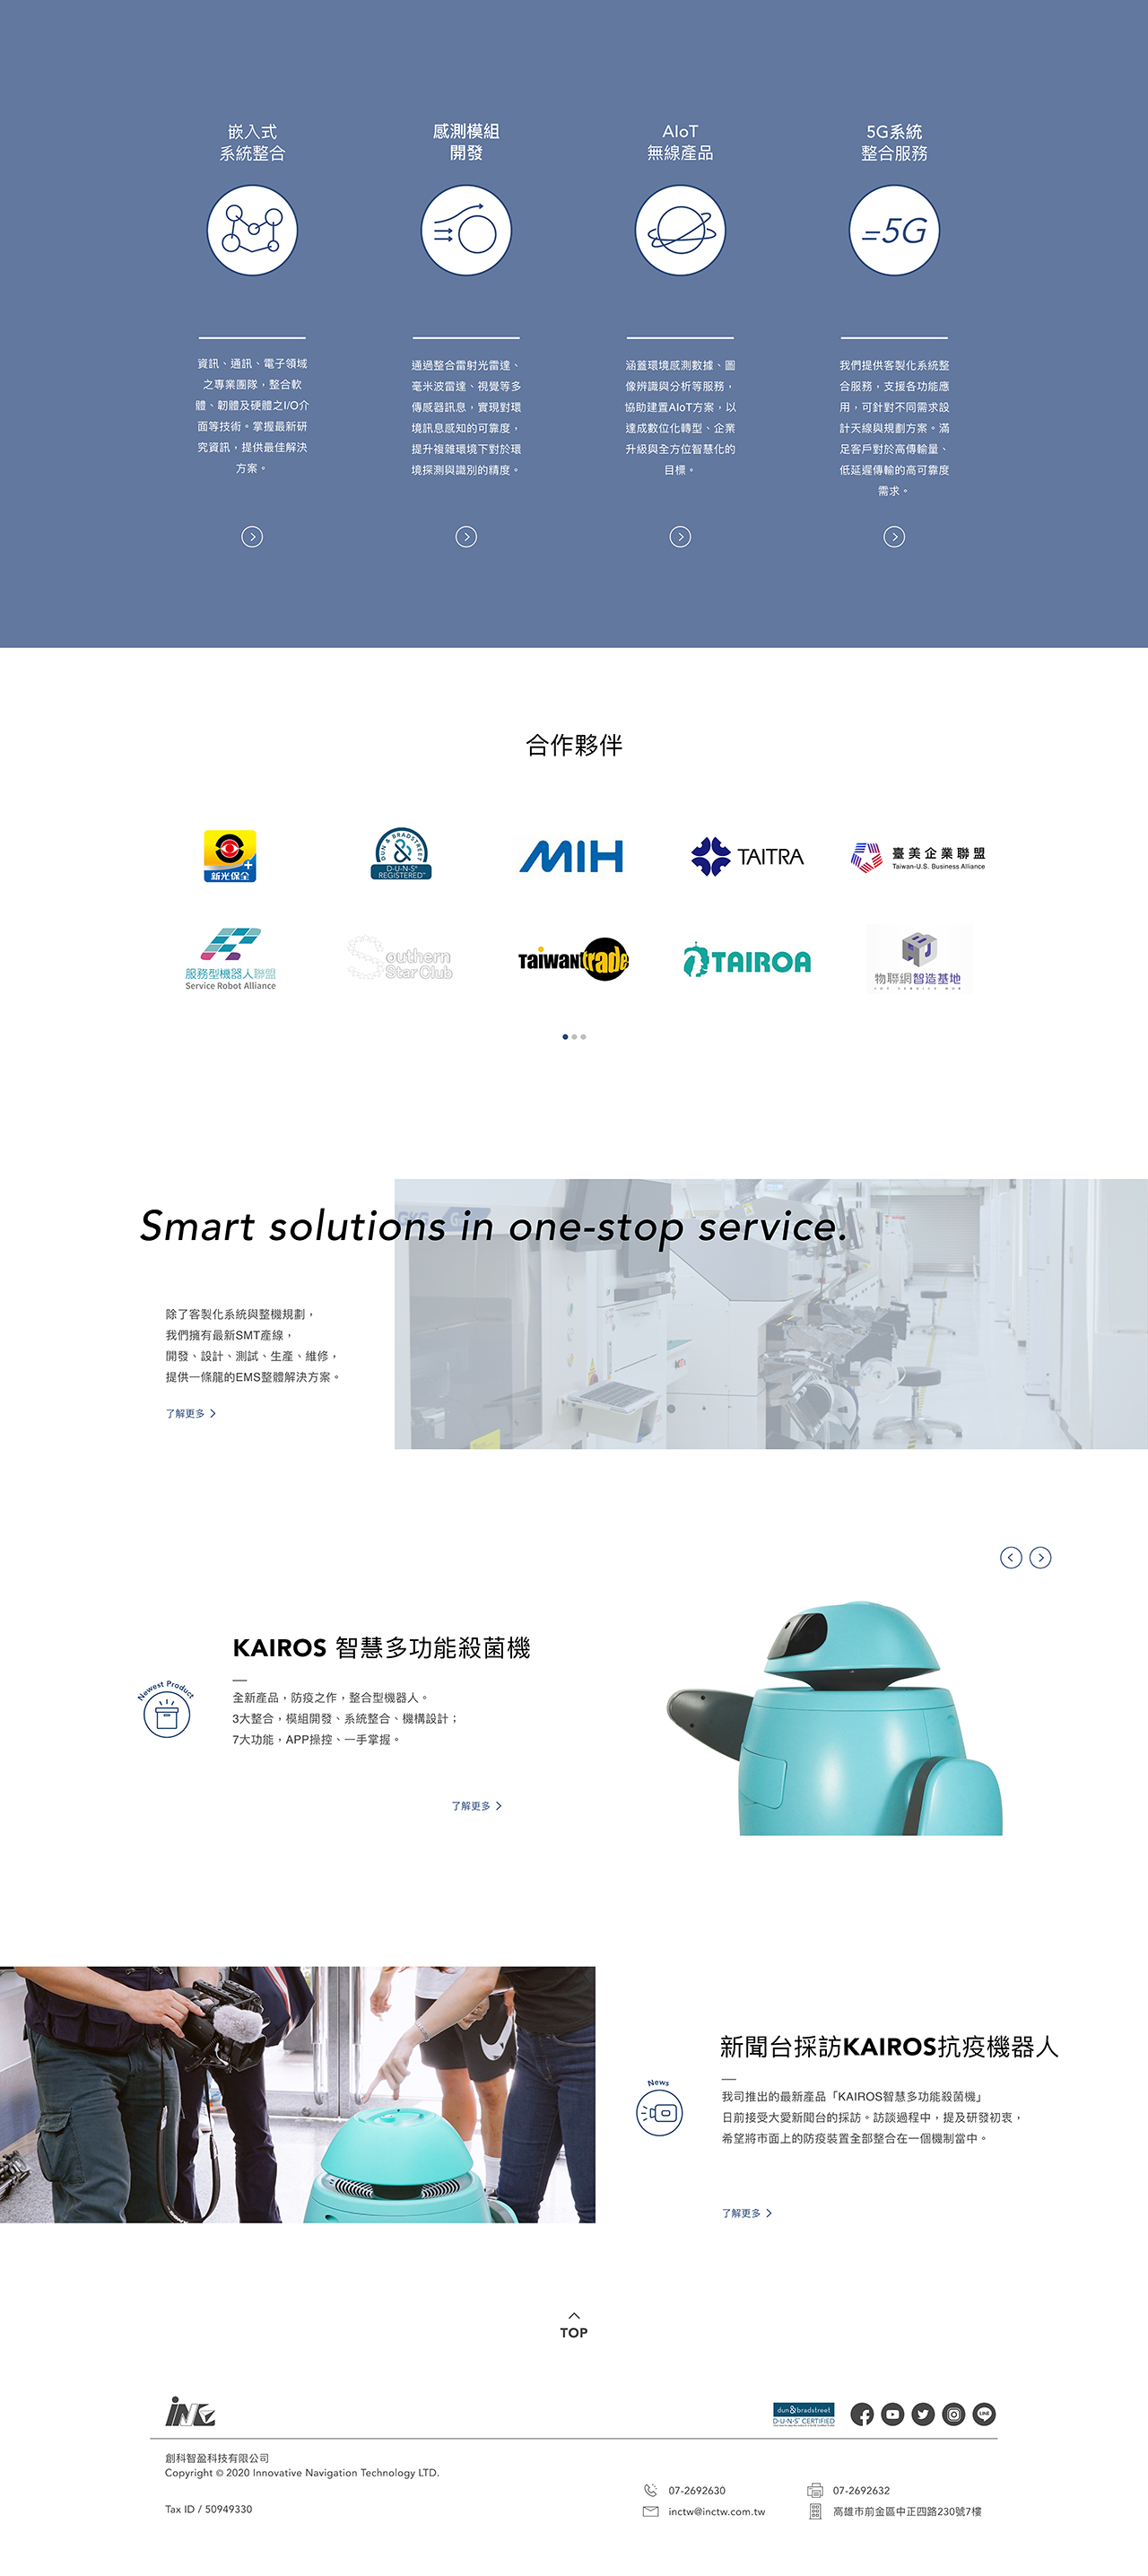 嵌入式
系統整合
感測模組
開發
AIoT
無線產品
5G系統
整合服務
=5G
資訊、通訊、電子領域
之專業團隊，整合軟
體、韌體及硬體之I/O介
面等技術。掌握最新研
究資訊，提供最佳解決
方案。
通過整合雷射光雷達、
毫米波雷達、視覺等多
傳感器訊息，實現對環
境訊息感知的可靠度，
提升複雜環境下對於環
境探測與識別的精度。
涵蓋環境感測數據、圖
像辨識與分析等服務，
協助建置AIoT方案，以
達成數位化轉型、企業
升級與全方位智慧化的
目標。
我們提供客製化系統整
合服務，支援各功能應
用，可針對不同需求設
計天線與規劃方案。滿
足客戶對於高傳輸量、
低延遲傳輸的高可靠度
需求。
合作夥伴
新光保全
DUN & BRADSTREET
D-U-N-S®
REGISTERED™
MIH
TAITRA
臺美企業聯盟
Taiwan-U.S. Business Alliance
服務型機器人聯盟
Service Robot Alliance
Southern
Star Club
Taiwantrade
TAIROA
物聯網智造基地
IOT SERVICE HUB
Smart solutions in one-stop service.
除了客製化系統與整機規劃，
我們擁有最新SMT產線，
開發、設計、測試、生產、維修，
提供一條龍的EMS整體解決方案。
了解更多
KAIROS 智慧多功能殺菌機
Newest Product
全新產品，防疫之作，整合型機器人。
3大整合，模組開發、系統整合、機構設計；
7大功能，APP操控、一手掌握。
了解更多
新聞台採訪KAIROS抗疫機器人
News
我司推出的最新產品「KAIROS智慧多功能殺菌機」
日前接受大愛新聞台的採訪。訪談過程中，提及研發初衷，
希望將市面上的防疫裝置全部整合在一個機制當中。
了解更多
TOP
iNC
dun & bradstreet
D-U-N-S® CERTIFIED
LINE
創科智盈科技有限公司
Copyright © 2020 Innovative Navigation Technology LTD.
Tax ID / 50949330
07-2692630
07-2692632
inctw@inctw.com.tw
高雄市前金區中正四路230號7樓